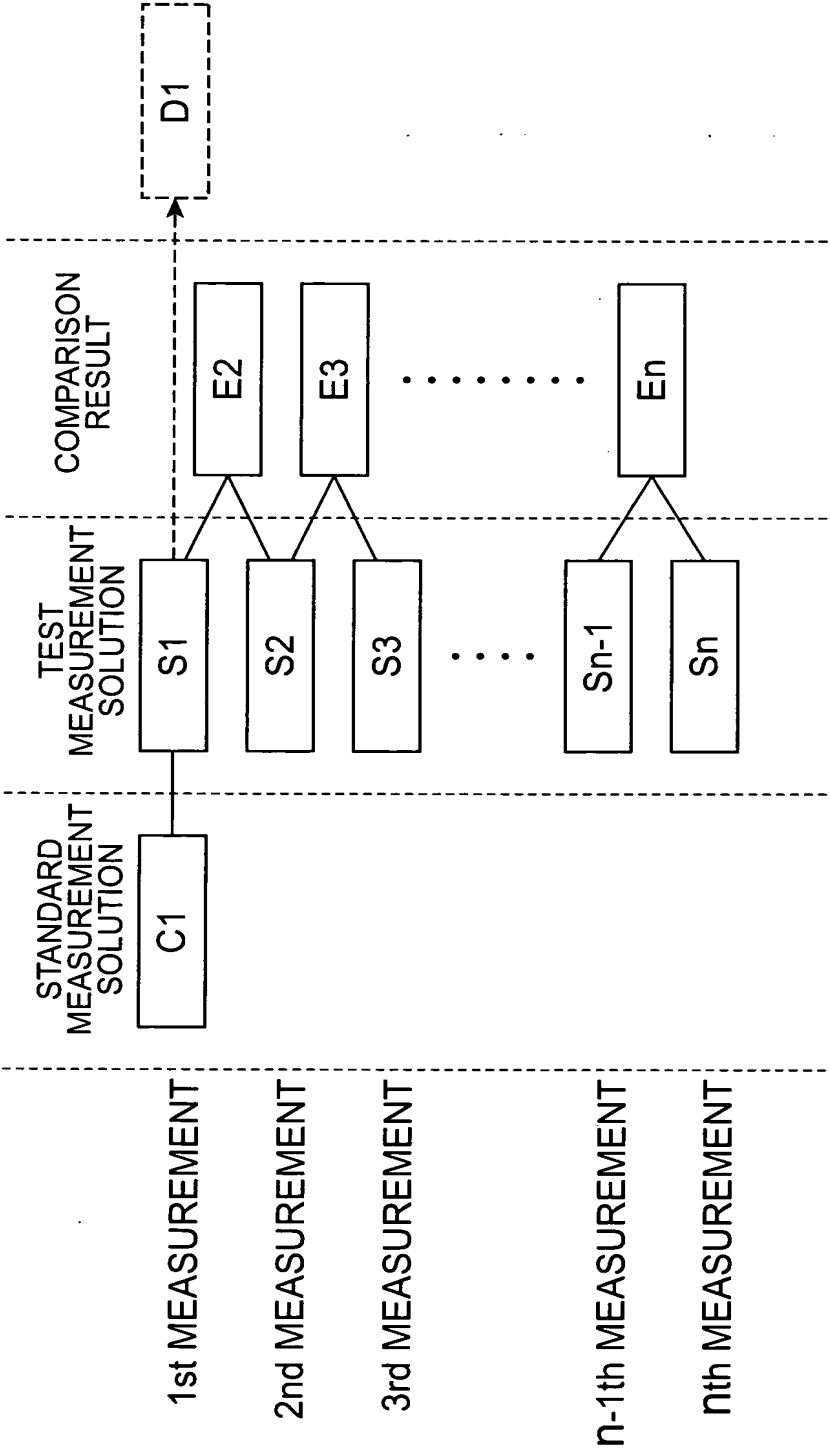 STANDARD
MEASUREMENT
SOLUTION
TEST
MEASUREMENT
SOLUTION
COMPARISON
RESULT
1st MEASUREMENT
C1
S1
D1
E2
2nd MEASUREMENT
S2
E3
3rd MEASUREMENT
S3
n-1th MEASUREMENT
Sn-1
En
nth MEASUREMENT
Sn